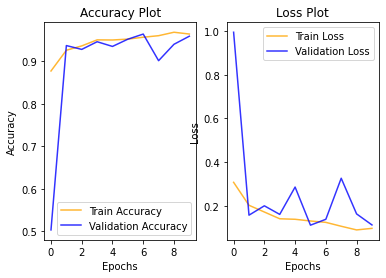 Accuracy Plot
Accuracy
0.9
0.8
0.7
0.6
0.5
0 2 4 6 8
Epochs
Train Accuracy
Validation Accuracy
Loss Plot
Loss
1.0
0.8
0.6
0.4
0.2
0 2 4 6 8
Epochs
Train Loss
Validation Loss